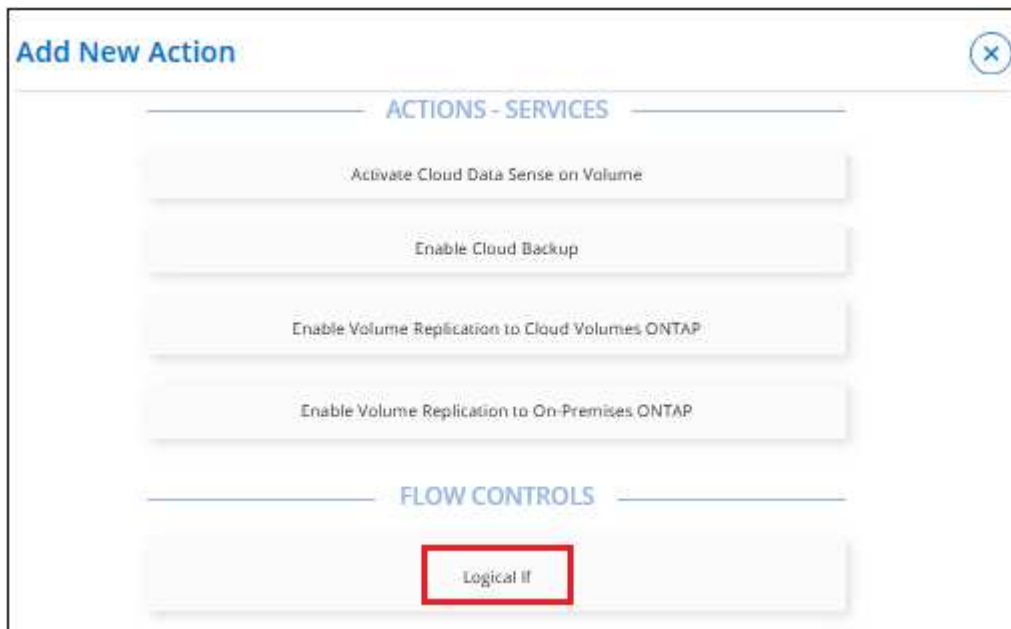 Add New Action
ACTIONS - SERVICES
Activate Cloud Data Sense on Volume
Enable Cloud Backup
Enable Volume Replication to Cloud Volumes ONTAP
Enable Volume Replication to On-Premises ONTAP
FLOW CONTROLS
Logical If